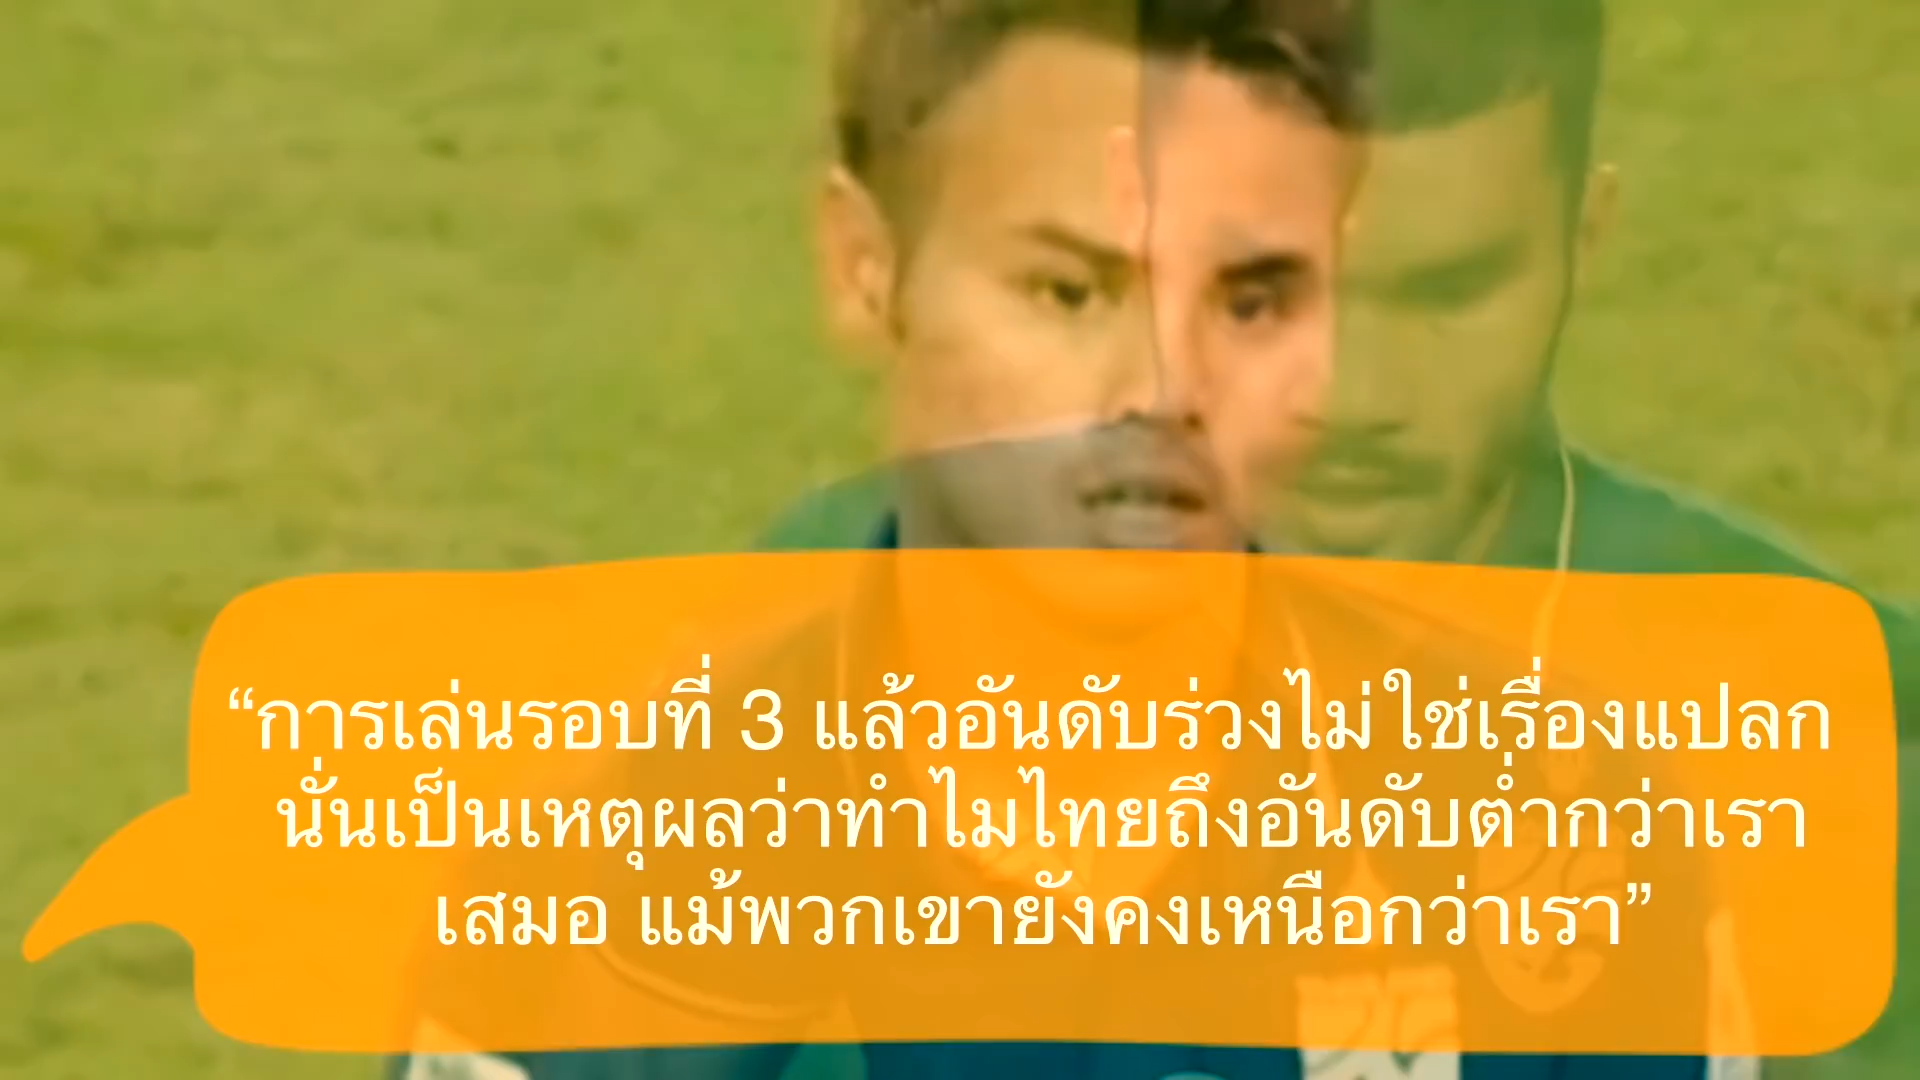 “การเล่นรอบที่ 3 แล้วอันดับร่วงไม่ใช่เรื่องแปลก
นั่นเป็นเหตุผลว่าทำไมไทยถึงอันดับต่ำกว่าเรา
เสมอ แม้พวกเขายังคงเหนือกว่าเรา”